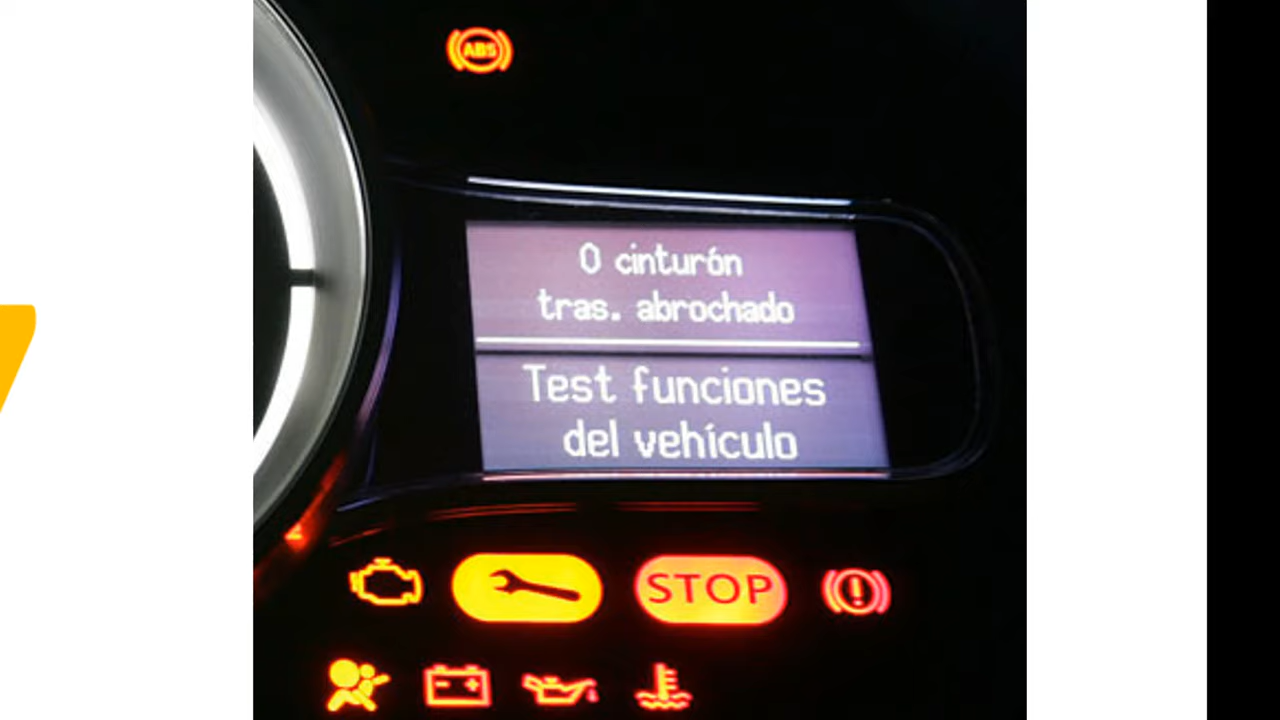 ABS
0 cinturón
tras. abrochado
Test funciones
del vehículo
STOP